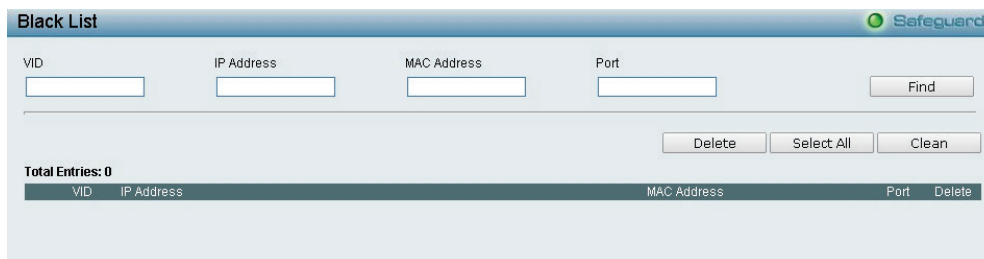 Black List Safeguard
VID IP Address MAC Address Port
Find
Delete Select All Clean
Total Entries: 0
VID IP Address MAC Address Port Delete